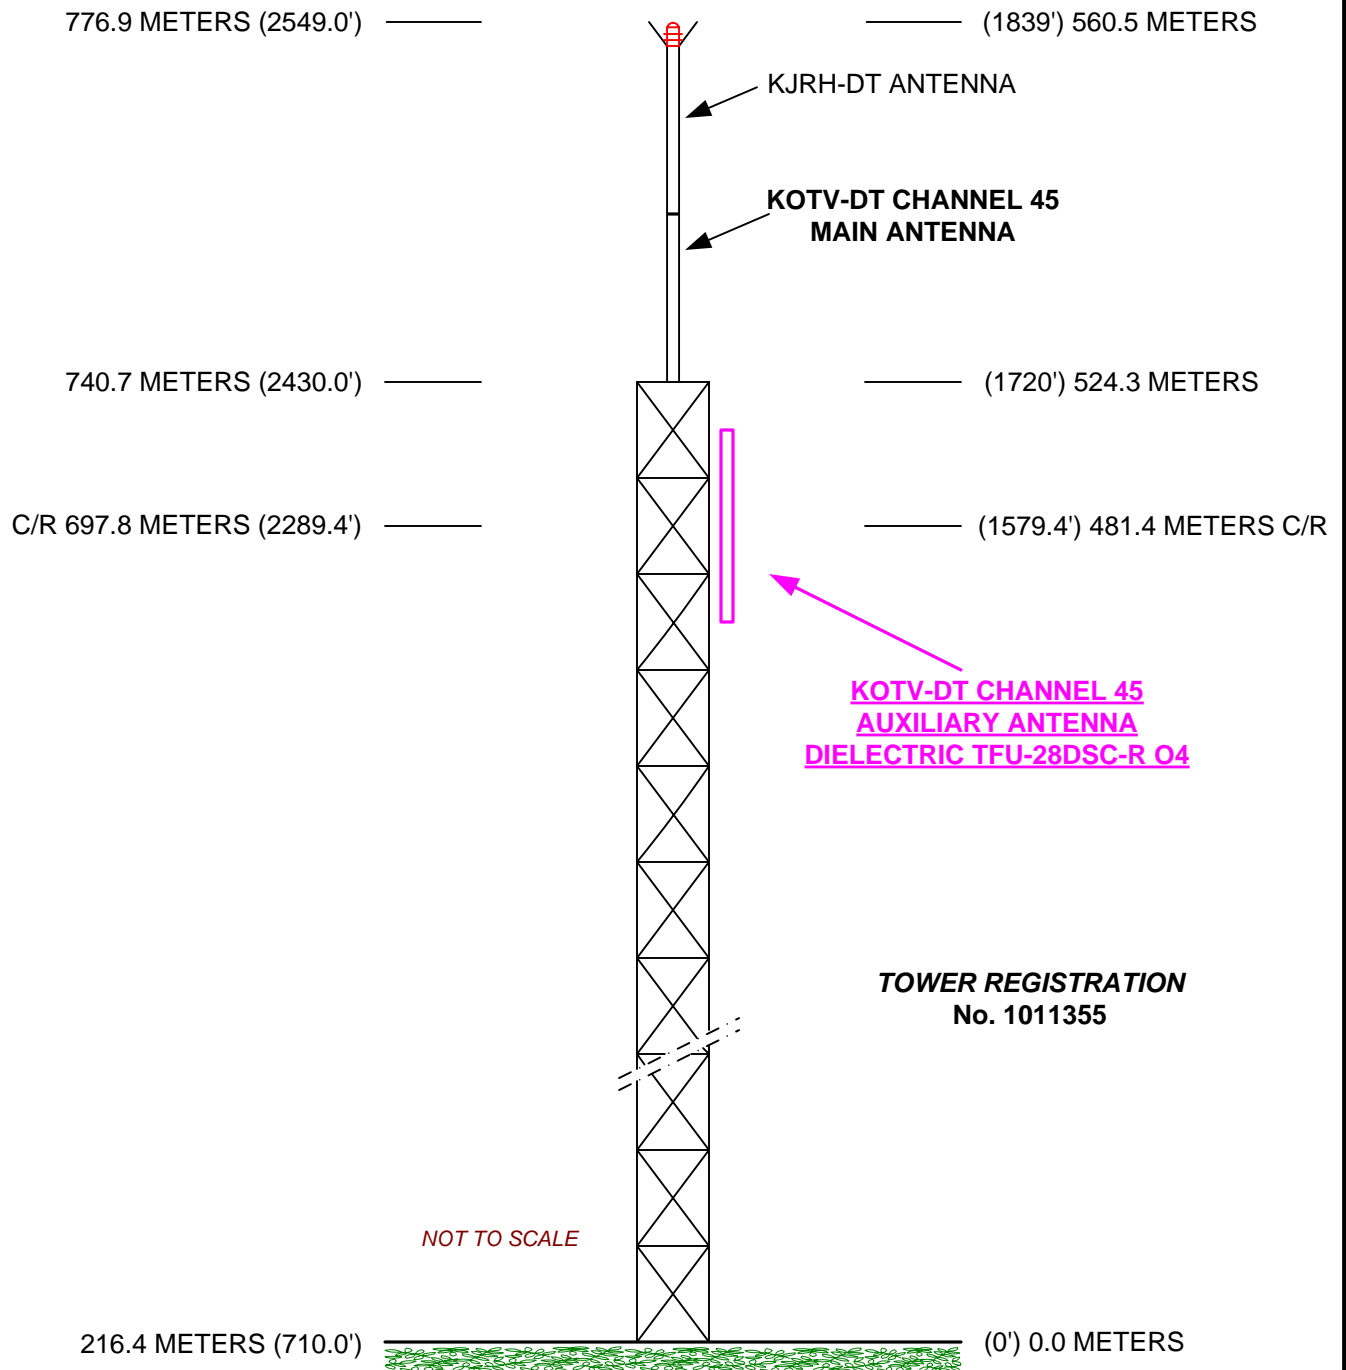 776.9 METERS (2549.0')
(1839') 560.5 METERS
KJRH-DT ANTENNA
KOTV-DT CHANNEL 45
MAIN ANTENNA
740.7 METERS (2430.0')
(1720') 524.3 METERS
C/R 697.8 METERS (2289.4')
(1579.4') 481.4 METERS C/R
KOTV-DT CHANNEL 45
AUXILIARY ANTENNA
DIELECTRIC TFU-28DSC-R O4
TOWER REGISTRATION
No. 1011355
NOT TO SCALE
216.4 METERS (710.0')
(0') 0.0 METERS